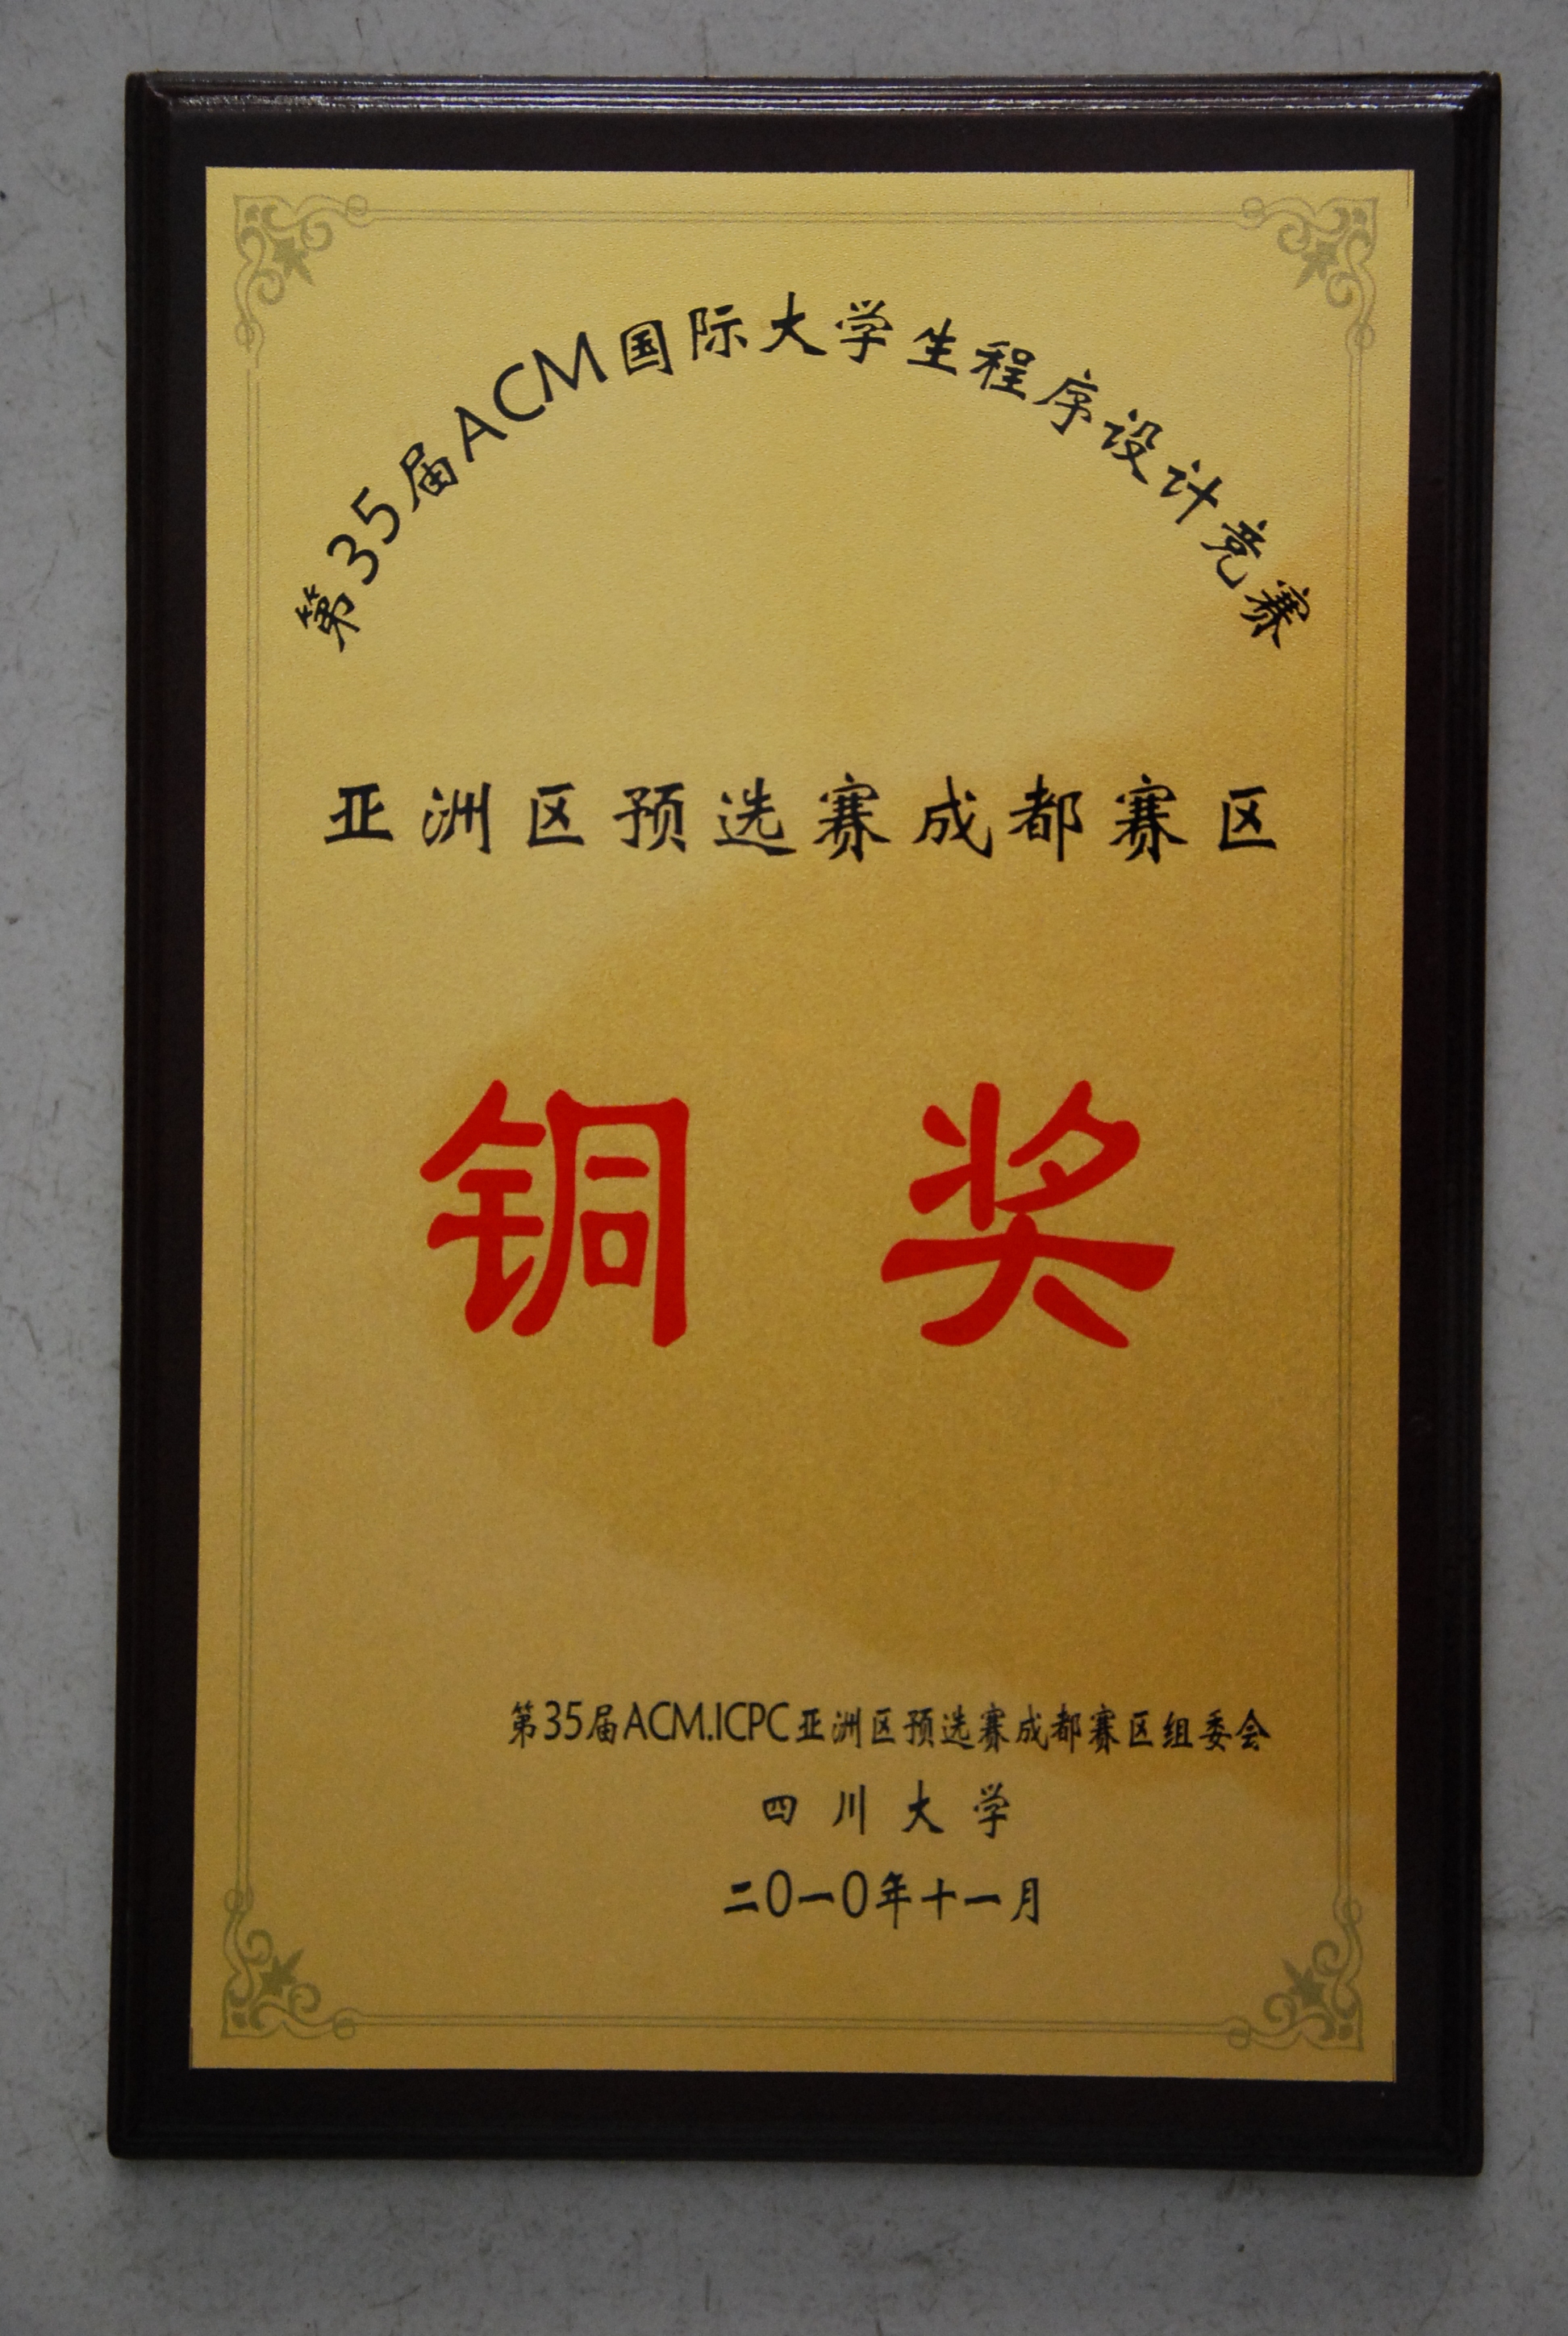 第35届ACM国际大学生程序设计竞赛
亚洲区预选赛成都赛区
铜奖
第35届ACM.ICPC亚洲区预选赛成都赛区组委会
四川大学
二0一0年十一月